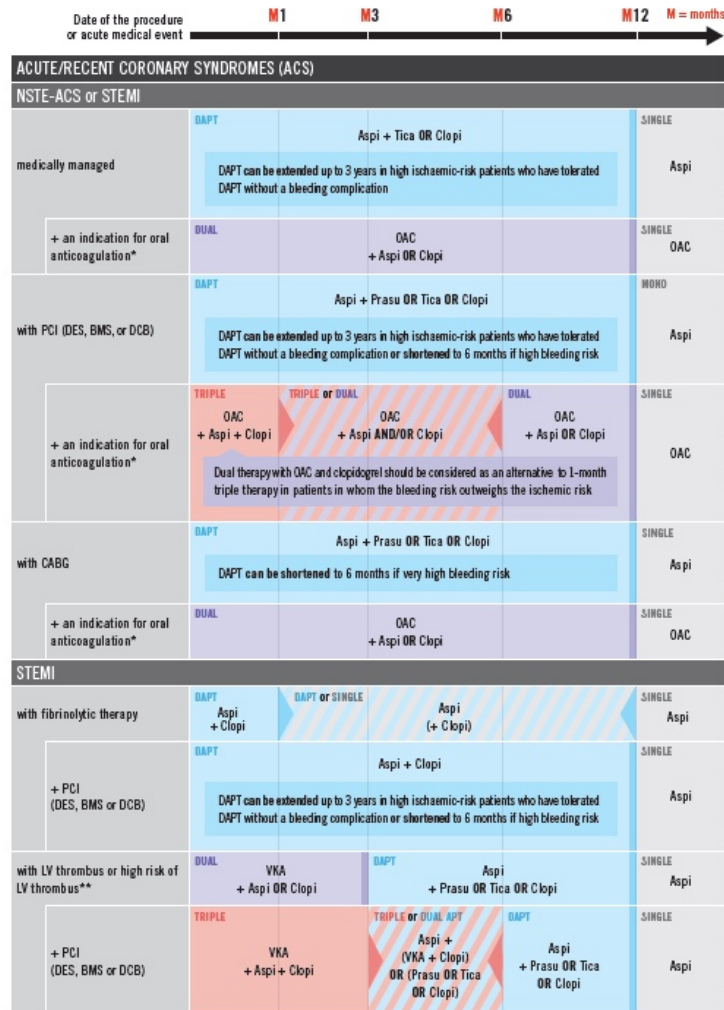 Date of the procedure
or acute medical event
M1
M3
M6
M12
M = months
ACUTE/RECENT CORONARY SYNDROMES (ACS)
NSTE-ACS or STEMI
medically managed
DAPT
Aspi + Tica OR Clopi
DAPT can be extended up to 3 years in high ischaemic-risk patients who have tolerated
DAPT without a bleeding complication
SINGLE
Aspi
+ an indication for oral
anticoagulation*
DUAL
OAC
+ Aspi OR Clopi
SINGLE
OAC
with PCI (DES, BMS, or DCB)
DAPT
Aspi + Prasu OR Tica OR Clopi
DAPT can be extended up to 3 years in high ischaemic-risk patients who have tolerated
DAPT without a bleeding complication or shortened to 6 months if high bleeding risk
MONO
Aspi
+ an indication for oral
anticoagulation*
TRIPLE
OAC
+ Aspi + Clopi
TRIPLE or DUAL
OAC
+ Aspi AND/OR Clopi
DUAL
OAC
+ Aspi OR Clopi
Dual therapy with OAC and clopidogrel should be considered as an alternative to 1-month
triple therapy in patients in whom the bleeding risk outweighs the ischemic risk
SINGLE
OAC
with CABG
DAPT
Aspi + Prasu OR Tica OR Clopi
DAPT can be shortened to 6 months if very high bleeding risk
SINGLE
Aspi
+ an indication for oral
anticoagulation*
DUAL
OAC
+ Aspi OR Clopi
SINGLE
OAC
STEMI
with fibrinolytic therapy
DAPT
Aspi
+ Clopi
DAPT or SINGLE
Aspi
(+ Clopi)
SINGLE
Aspi
+ PCI
(DES, BMS or DCB)
DAPT
Aspi + Clopi
DAPT can be extended up to 3 years in high ischaemic-risk patients who have tolerated
DAPT without a bleeding complication or shortened to 6 months if high bleeding risk
SINGLE
Aspi
with LV thrombus or high risk of
LV thrombus**
DUAL
VKA
+ Aspi OR Clopi
DAPT
Aspi
+ Prasu OR Tica OR Clopi
SINGLE
Aspi
+ PCI
(DES, BMS or DCB)
TRIPLE
VKA
+ Aspi + Clopi
TRIPLE or DUAL APT
Aspi +
(VKA + Clopi)
OR (Prasu OR Tica
OR Clopi)
DAPT
Aspi
+ Prasu OR Tica
OR Clopi
SINGLE
Aspi